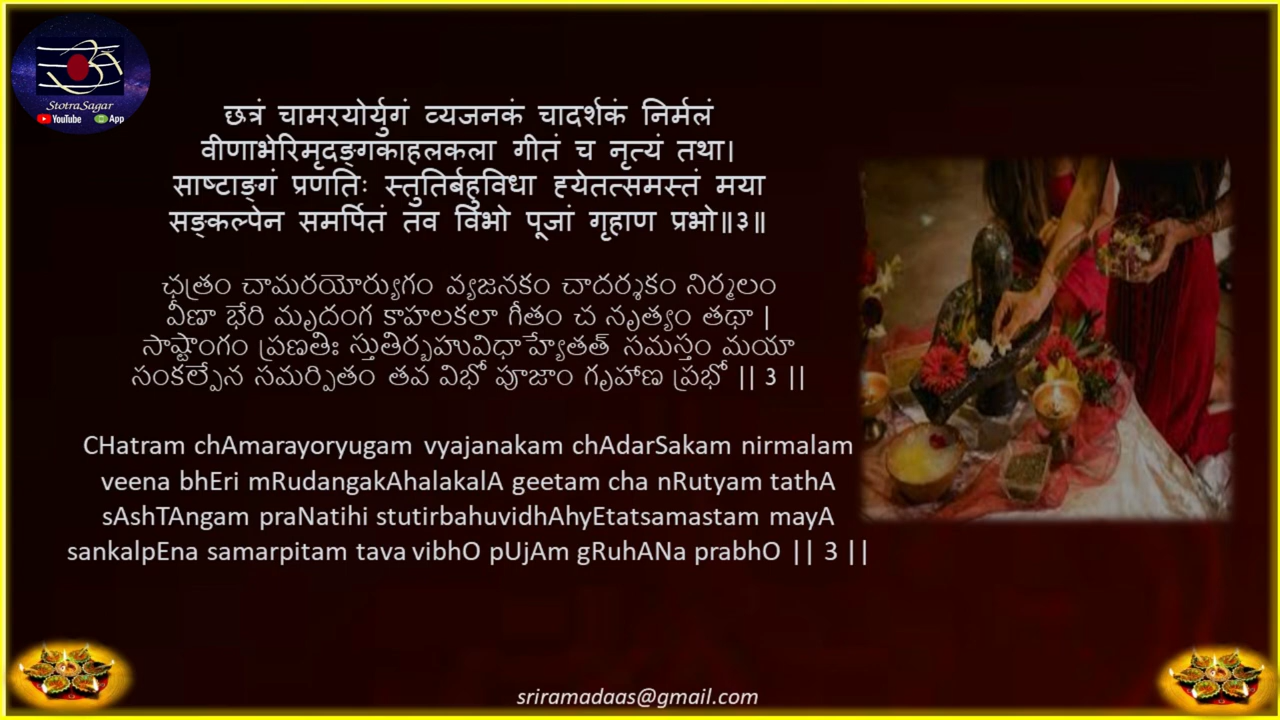 StotraSagar
YouTube App
छत्रं चामरयोर्युगं व्यजनकं चादर्शकं निर्मलं
वीणाभेरिमृदङ्गकाहलकला गीतं च नृत्यं तथा।
साष्टाङ्गं प्रणतिः स्तुतिर्बहुविधा ह्येतत्समस्तं मया
सङ्कल्पेन समर्पितं तव विभो पूजां गृहाण प्रभो॥३॥
ఛత్రం చామరయోర్యుగం వ్యజనకం చాదర్శకం నిర్మలం
వీణా భేరి మృదంగ కాహలకలా గీతం చ నృత్యం తథా |
సాష్టాంగం ప్రణతిః స్తుతిర్బహువిధాహ్యేతత్ సమస్తం మయా
సంకల్పేన సమర్పితం తవ విభో పూజాం గృహాణ ప్రభో || 3 ||
CHatram chAmarayoryugam vyajanakam chAdarSakam nirmalam
veena bhEri mRudangakAhalakalA geetam cha nRutyam tathA
sAshTAngam praNatihi stutirbahuvidhAhyEtatsamastam mayA
sankalpEna samarpitam tava vibhO pUjAm gRuhANa prabhO || 3 ||
sriramadaas@gmail.com